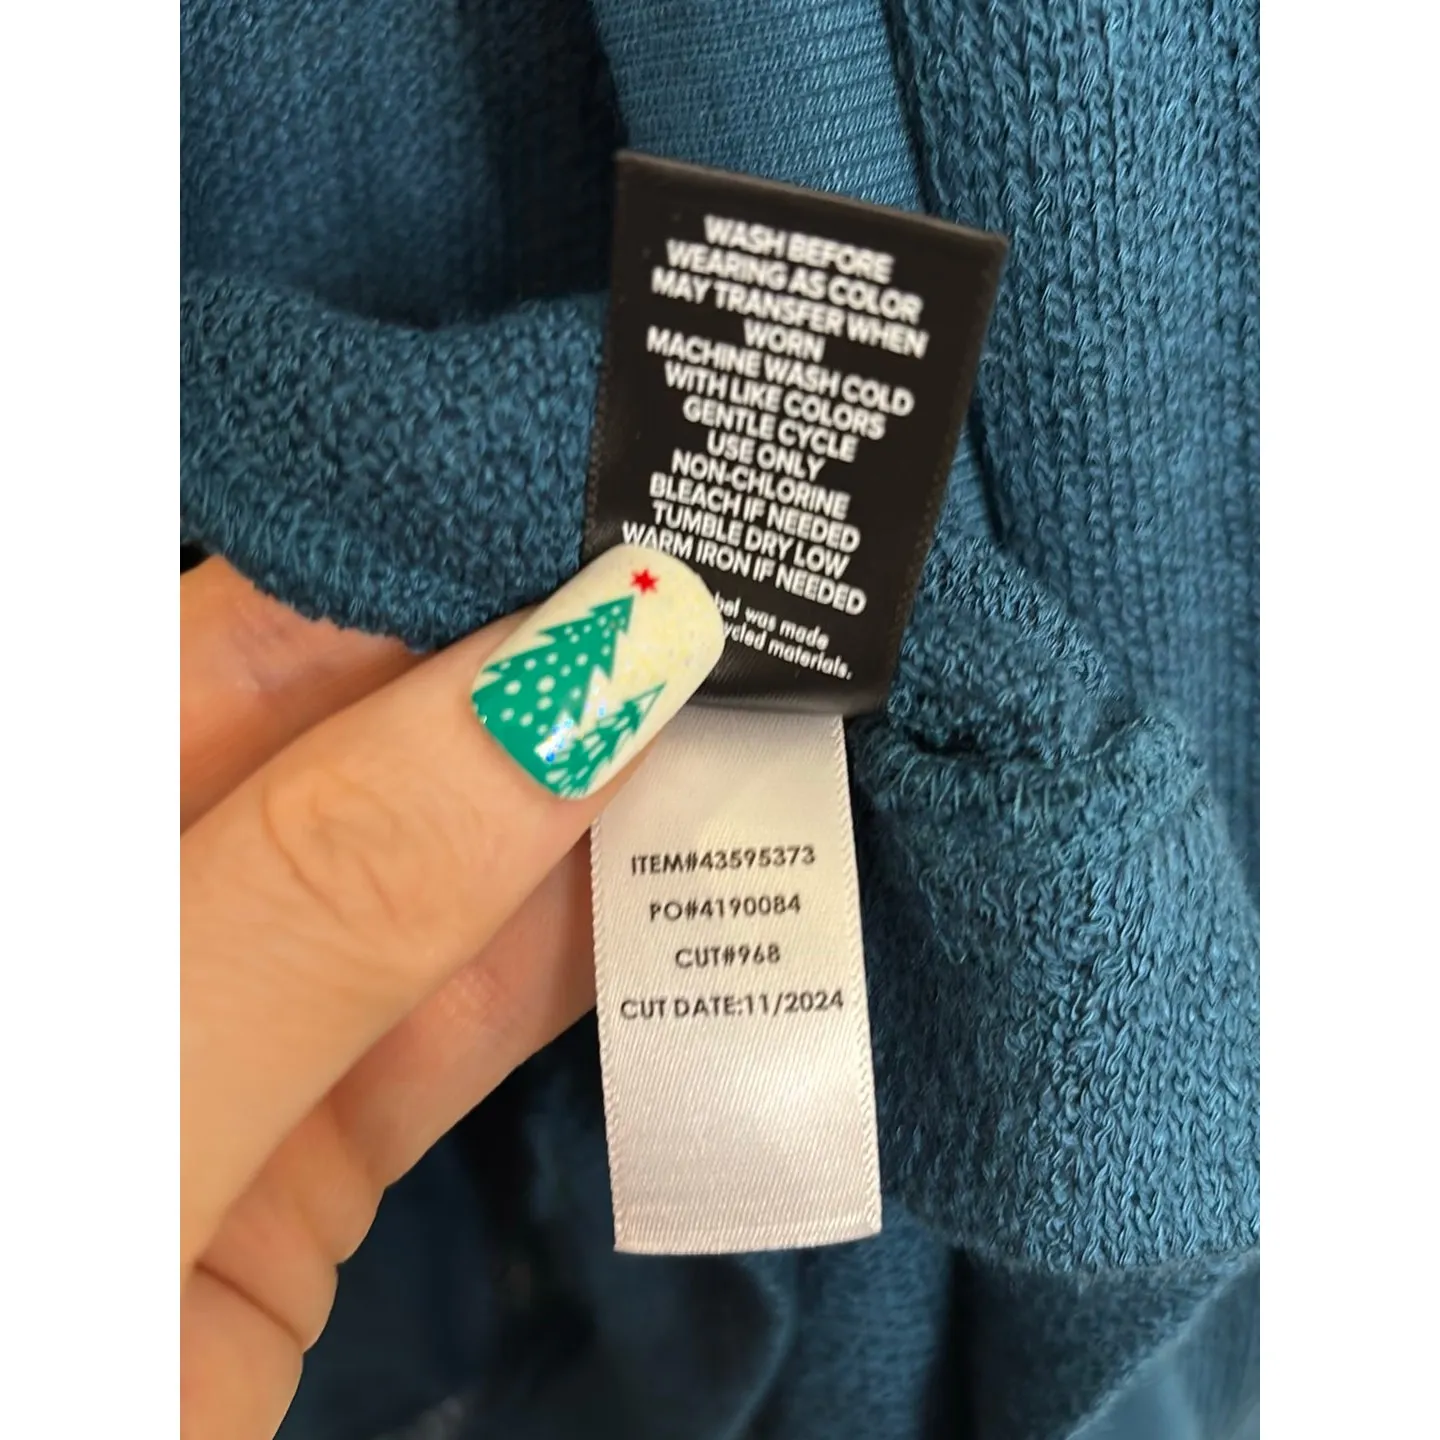 WASH BEFORE
WEARING AS COLOR
MAY TRANSFER WHEN
WORN
MACHINE WASH COLD
WITH LIKE COLORS
GENTLE CYCLE
USE ONLY
NON-CHLORINE
BLEACH IF NEEDED
TUMBLE DRY LOW
WARM IRON IF NEEDED
was made
materials.
ITEM#43595373
PO#4190084
CUT#968
CUT DATE:11/2024